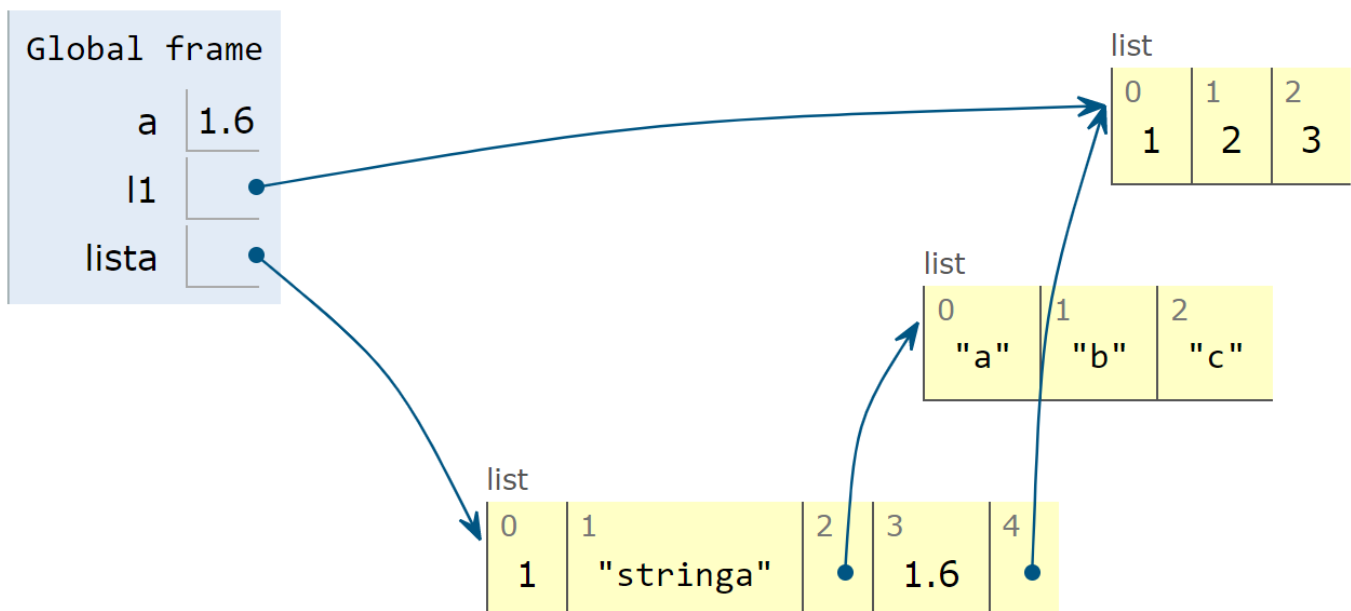 Global frame
a 1.6
l1
lista
list
0 1 2
1 2 3
list
0 1 2
"a" "b" "c"
list
0 1 2 3 4
1 "stringa" 1.6